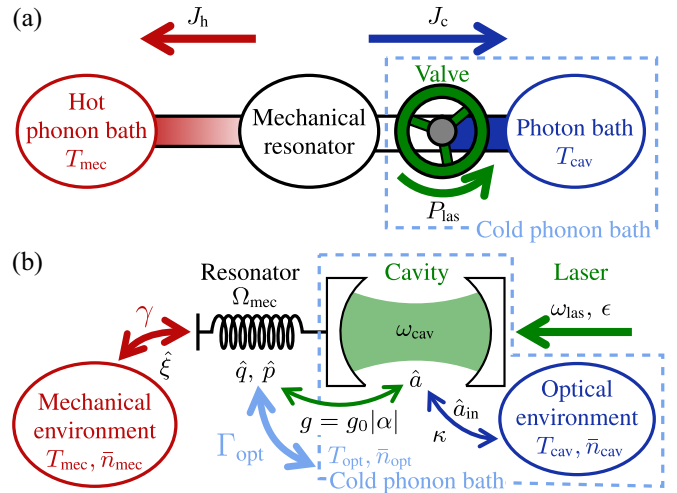 (a)
J_h
J_c
Valve
Hot
phonon bath
T_mec
Mechanical
resonator
Photon bath
T_cav
P_las
Cold phonon bath
(b)
Resonator
Cavity
Laser
Ω_mec
γ
ω_cav
ω_las, ϵ
ξ̂
q̂, p̂
â
â_in
Mechanical
environment
T_mec, n̄_mec
g = g_0|α|
κ
Optical
environment
T_cav, n̄_cav
Γ_opt
T_opt, n̄_opt
Cold phonon bath